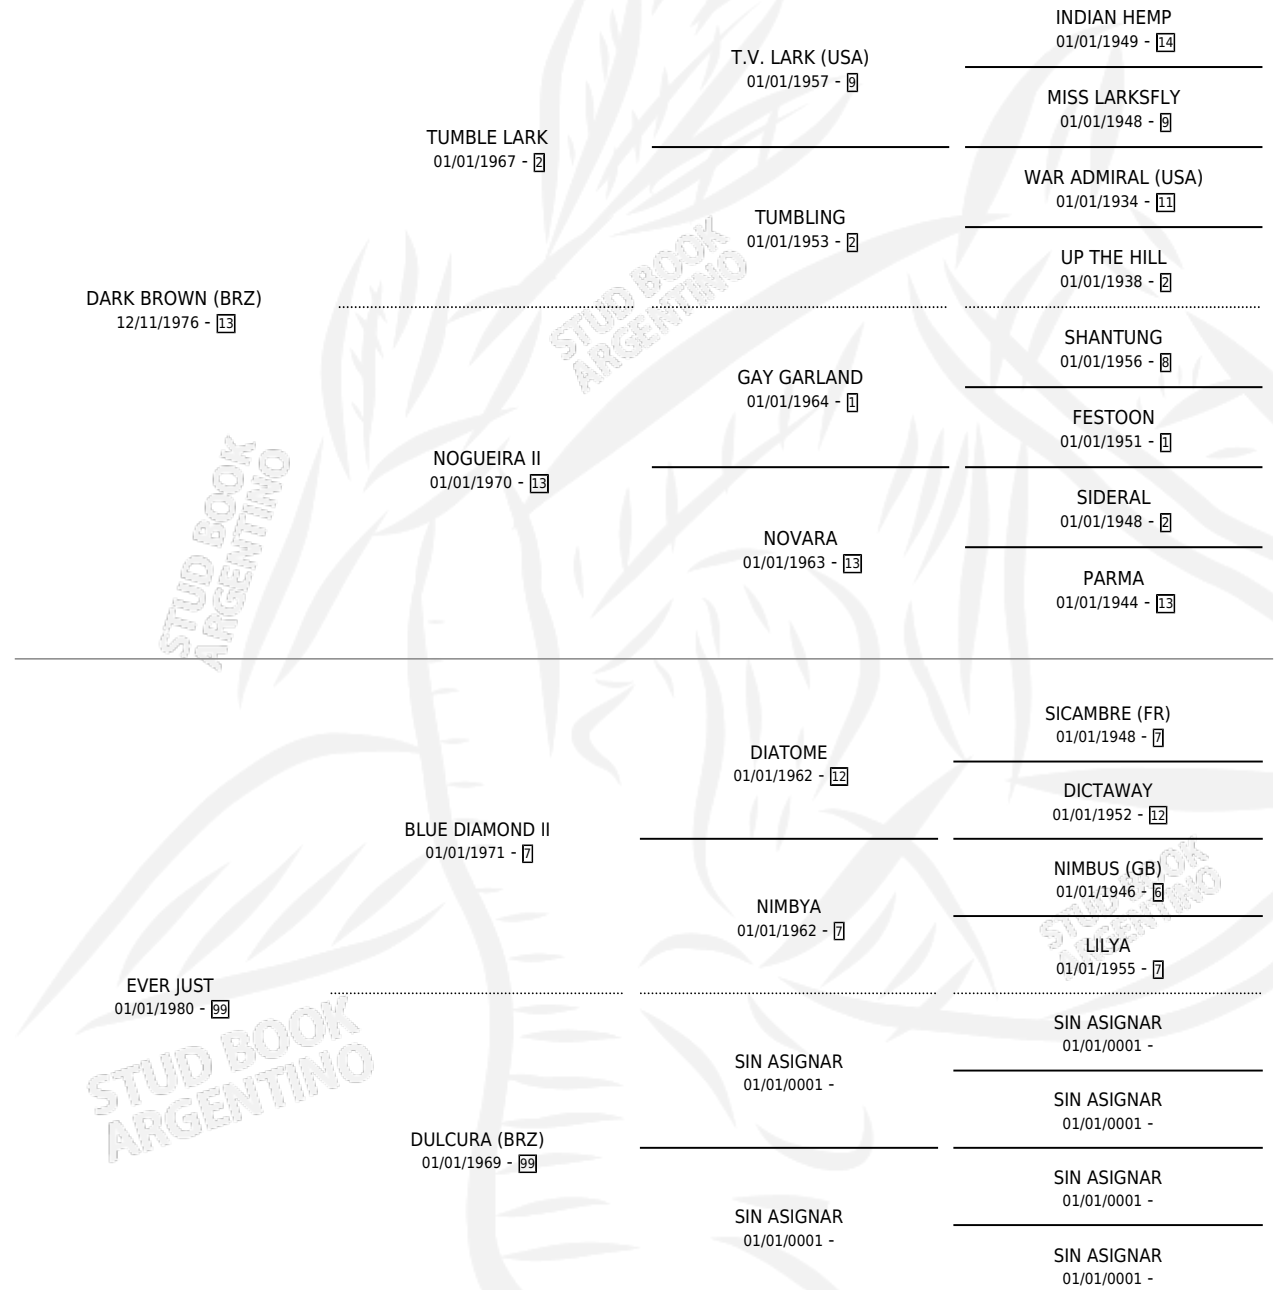 INDIAN HEMP
01/01/1949 - 14
T.V. LARK (USA)
01/01/1957 - 9
MISS LARKSFLY
01/01/1948 - 9
TUMBLE LARK
01/01/1967 - 2
WAR ADMIRAL (USA)
01/01/1934 - 11
TUMBLING
01/01/1953 - 2
UP THE HILL
01/01/1938 - 2
DARK BROWN (BRZ)
12/11/1976 - 13
SHANTUNG
01/01/1956 - 8
GAY GARLAND
01/01/1964 - 1
FESTOON
01/01/1951 - 1
NOGUEIRA II
01/01/1970 - 13
SIDERAL
01/01/1948 - 2
NOVARA
01/01/1963 - 13
PARMA
01/01/1944 - 13
SICAMBRE (FR)
01/01/1948 - 7
DIATOME
01/01/1962 - 12
DICTAWAY
01/01/1952 - 12
BLUE DIAMOND II
01/01/1971 - 7
NIMBUS (GB)
01/01/1946 - 6
NIMBYA
01/01/1962 - 7
LILYA
01/01/1955 - 7
EVER JUST
01/01/1980 - 99
SIN ASIGNAR
01/01/0001 -
SIN ASIGNAR
01/01/0001 -
SIN ASIGNAR
01/01/0001 -
DULCURA (BRZ)
01/01/1969 - 99
SIN ASIGNAR
01/01/0001 -
SIN ASIGNAR
01/01/0001 -
SIN ASIGNAR
01/01/0001 -
STUD BOOK
ARGENTINO
STUD BOOK
ARGENTINO
STUD BOOK
ARGENTINO
STUD BOOK
ARGENTINO